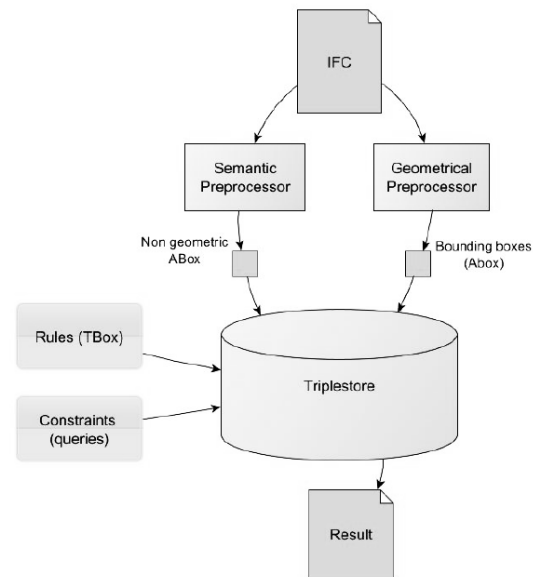 IFC
Semantic
Preprocessor
Geometrical
Preprocessor
Non geometric
ABox
Bounding boxes
(Abox)
Rules (TBox)
Triplestore
Constraints
(queries)
Result